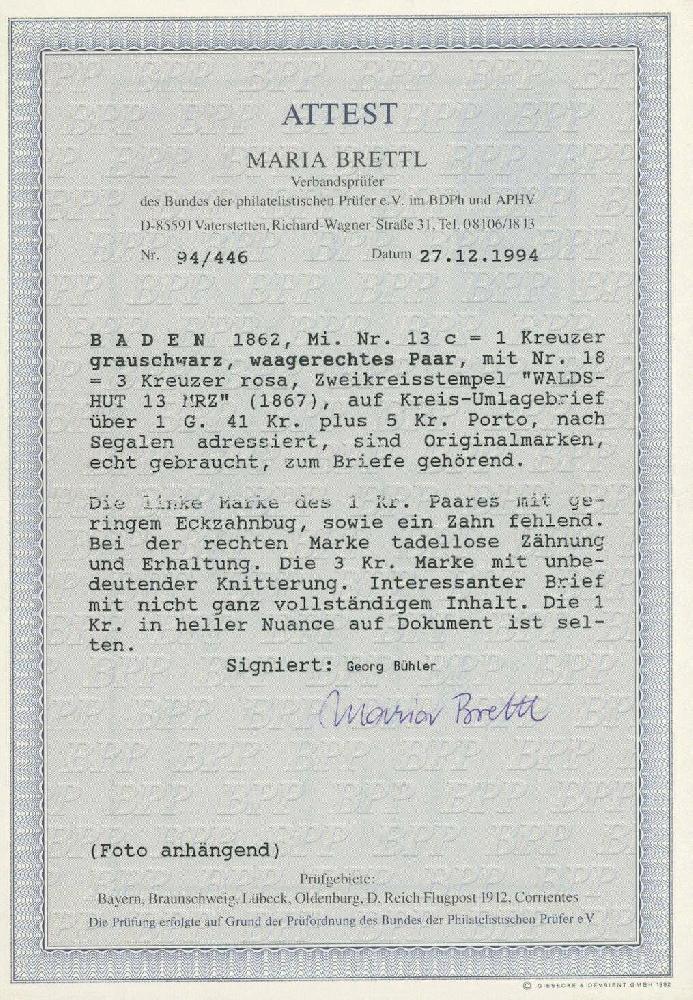 ATTEST
MARIA BRETTL
Verbandsprüfer
des Bundes der philatelistischen Prüfer e. V. im BDPh und APHV
D-85591 Vaterstetten, Richard-Wagner-Straße 31, Tel. 08106/1813
Nr. 94/446 Datum 27.12.1994
B A D E N 1862, Mi. Nr. 13 c = 1 Kreuzer
grauschwarz, waagerechtes Paar, mit Nr. 18
= 3 Kreuzer rosa, Zweikreisstempel "WALDS-
HUT 13 MRZ" (1867), auf Kreis-Umlagebrief
über 1 G. 41 Kr. plus 5 Kr. Porto, nach
Segalen adressiert, sind Originalmarken,
echt gebraucht, zum Briefe gehörend.
Die linke Marke des 1 Kr. Paares mit ge-
ringem Eckzahnbug, sowie ein Zahn fehlend.
Bei der rechten Marke tadellose Zähnung
und Erhaltung. Die 3 Kr. Marke mit unbe-
deutender Knitterung. Interessanter Brief
mit nicht ganz vollständigem Inhalt. Die 1
Kr. in heller Nuance auf Dokument ist sel-
ten.
Signiert: Georg Bühler
Maria Brettl
(Foto anhängend)
Prüfgebiete:
Bayern, Braunschweig, Lübeck, Oldenburg, D. Reich Flugpost 1912, Corrientes
Die Prüfung erfolgte auf Grund der Prüfordnung des Bundes der Philatelistischen Prüfer e V
© GIESECKE & DEVRIENT GMBH 1992